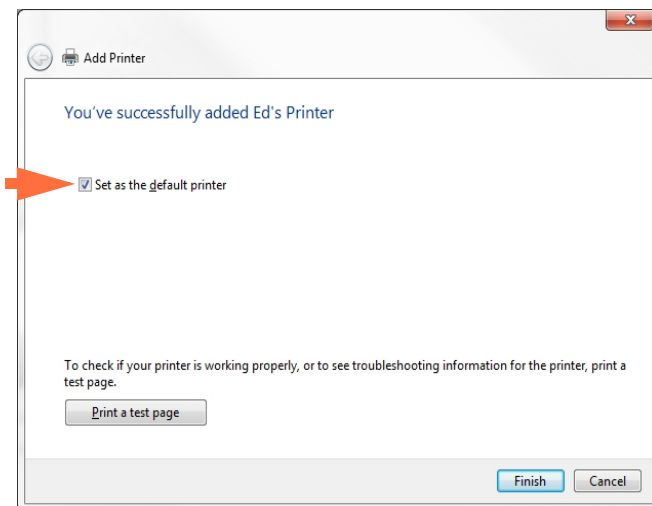 X
Add Printer
You've successfully added Ed's Printer
Set as the default printer
To check if your printer is working properly, or to see troubleshooting information for the printer, print a
test page.
Print a test page
Finish Cancel